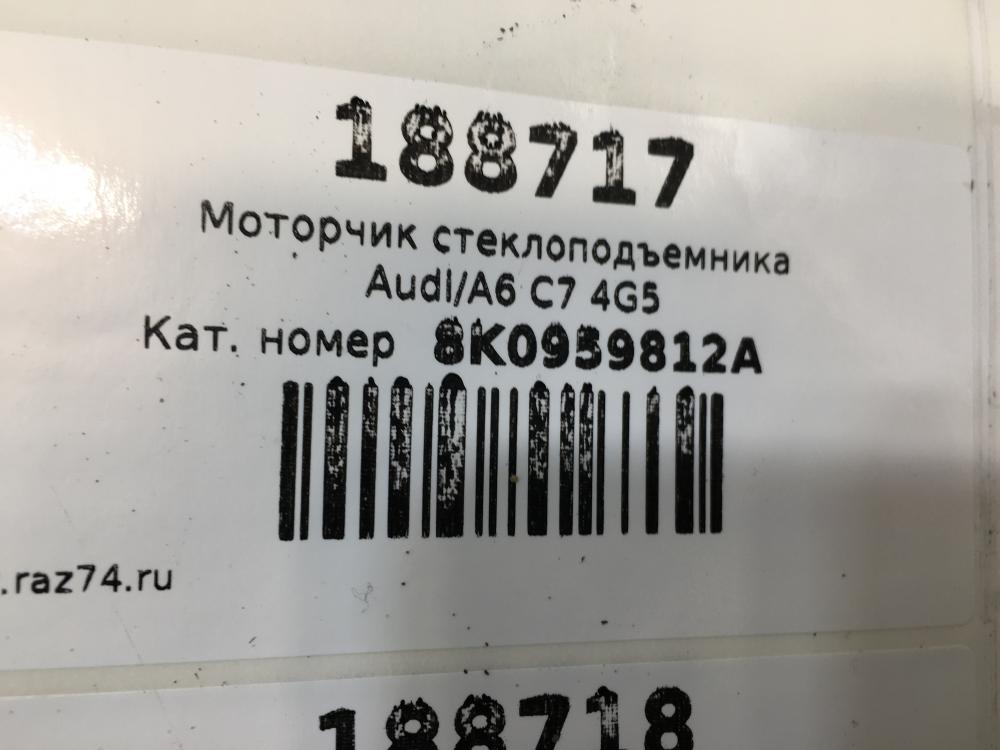 188717
Моторчик стеклоподъемника
Audi/A6 C7 4G5
Кат. номер 8K0959812A
.raz74.ru
188718